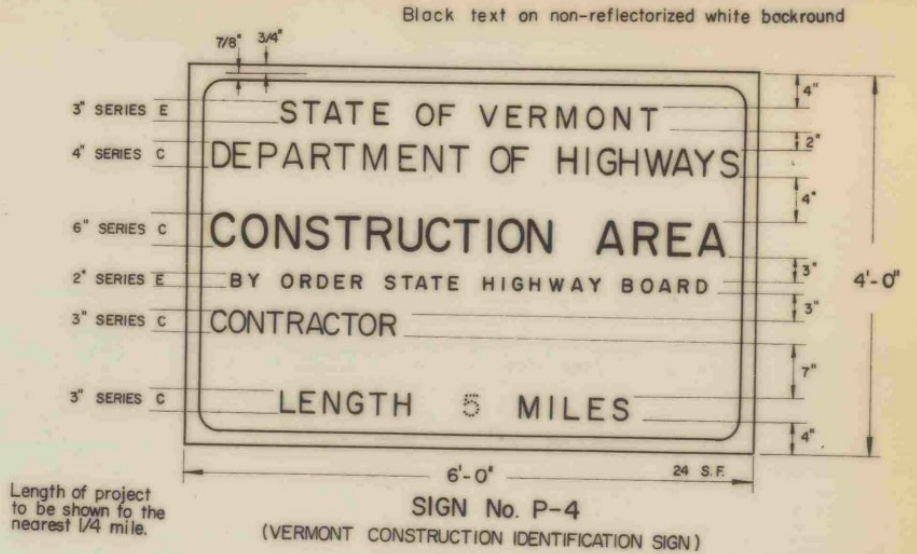 Black text on non-reflectorized white backround
7/8" 3/4"
3" SERIES E
STATE OF VERMONT
4"
4" SERIES C
DEPARTMENT OF HIGHWAYS
2"
4"
6" SERIES C
CONSTRUCTION AREA
3"
4'-0"
2" SERIES E
BY ORDER STATE HIGHWAY BOARD
3"
3" SERIES C
CONTRACTOR
7"
3" SERIES C
LENGTH 5 MILES
4"
6'-0"
24 S.F.
Length of project
to be shown to the
nearest 1/4 mile.
SIGN No. P-4
(VERMONT CONSTRUCTION IDENTIFICATION SIGN)